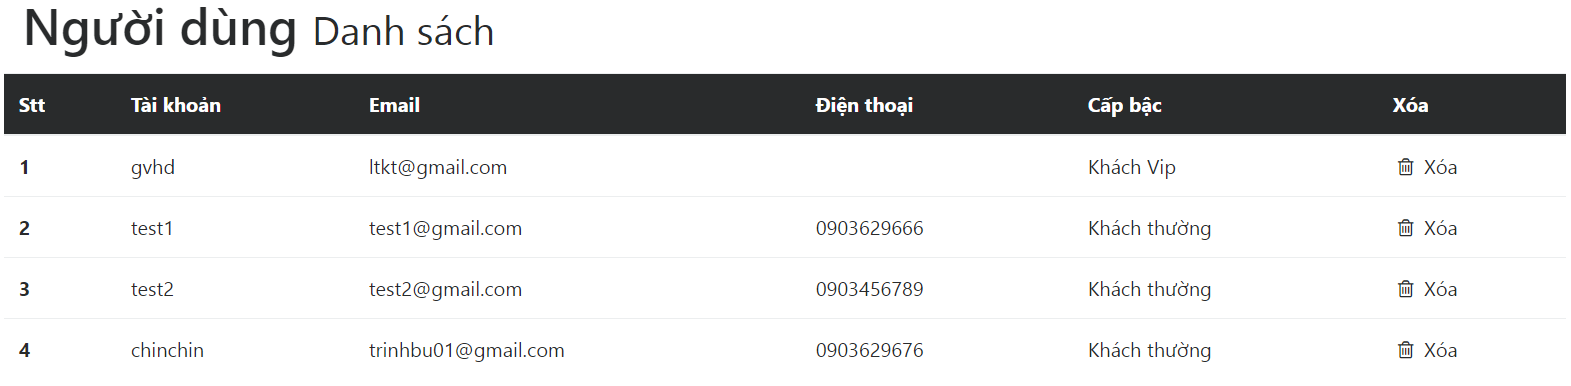 Người dùng Danh sách
Stt Tài khoản Email Điện thoại Cấp bậc Xóa
1 gvhd ltkt@gmail.com Khách Vip Xóa
2 test1 test1@gmail.com 0903629666 Khách thường Xóa
3 test2 test2@gmail.com 0903456789 Khách thường Xóa
4 chinchin trinhbu01@gmail.com 0903629676 Khách thường Xóa